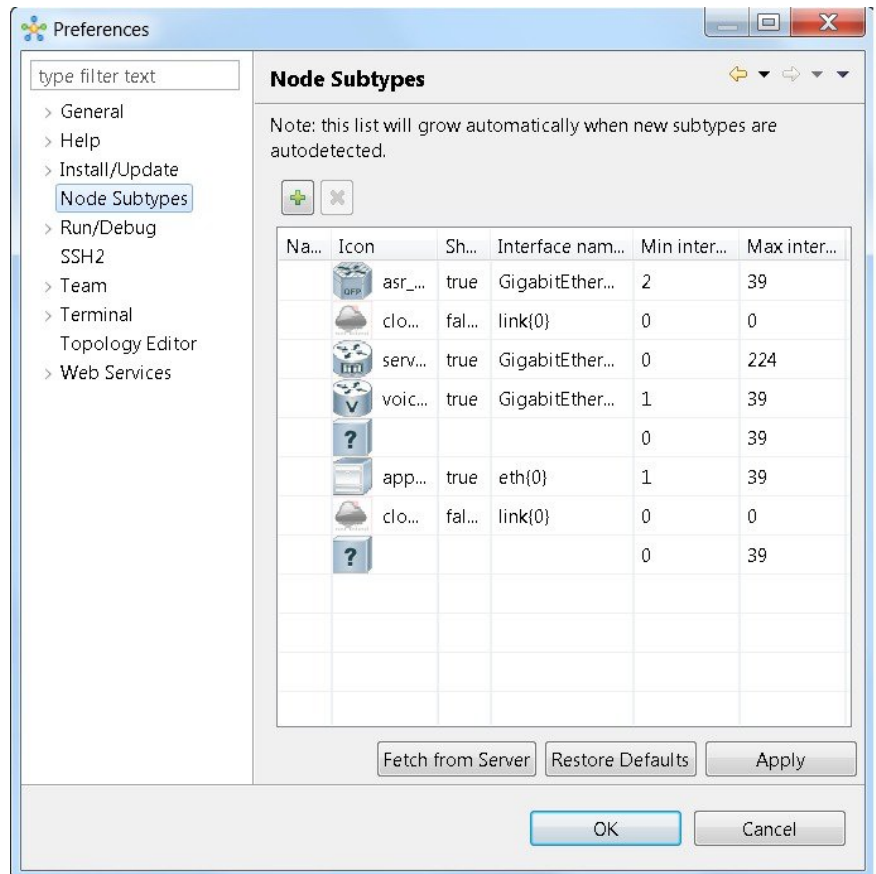 Preferences
type filter text
General
Help
Install/Update
Node Subtypes
Run/Debug
SSH2
Team
Terminal
Topology Editor
Web Services
Node Subtypes
Note: this list will grow automatically when new subtypes are
autodetected.
Na... Icon Sh... Interface nam... Min inter... Max inter...
QFP asr_... true GigabitEther... 2 39
clo... fal... link{0} 0 0
serv... true GigabitEther... 0 224
V voic... true GigabitEther... 1 39
? 0 39
app... true eth{0} 1 39
clo... fal... link{0} 0 0
? 0 39
Fetch from Server Restore Defaults Apply
OK Cancel